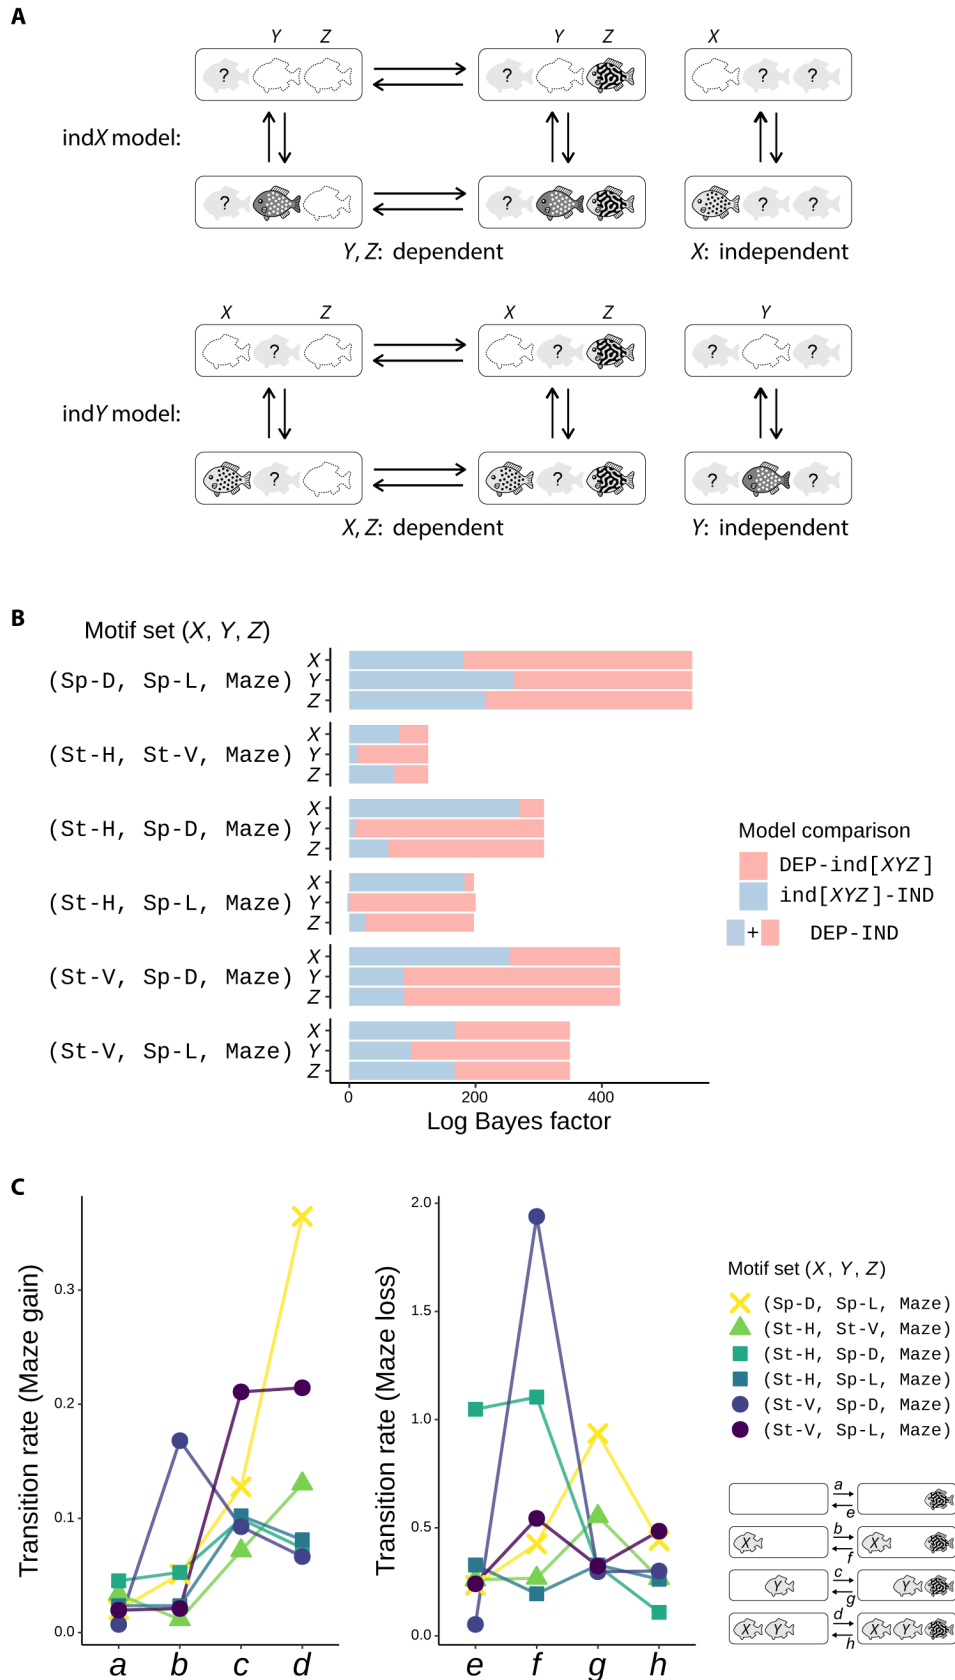 A
Y Z Y Z X
? ? ? ?
indX model:
? ? ? ?
Y, Z: dependent X: independent
X Z X Z Y
? ? ? ?
indY model:
? ? ? ?
X, Z: dependent Y: independent
B
Motif set (X, Y, Z)
X
(Sp-D, Sp-L, Maze) Y
Z
X
(St-H, St-V, Maze) Y
Z
X
(St-H, Sp-D, Maze) Y
Z
X
(St-H, Sp-L, Maze) Y
Z
X
(St-V, Sp-D, Maze) Y
Z
X
(St-V, Sp-L, Maze) Y
Z
0 200 400
Log Bayes factor
Model comparison
DEP-ind[XYZ]
ind[XYZ]-IND
+ DEP-IND
C
Transition rate (Maze gain)
0.3
0.2
0.1
0.0
a b c d
Transition rate (Maze loss)
2.0
1.5
1.0
0.5
0.0
e f g h
Motif set (X, Y, Z)
(Sp-D, Sp-L, Maze)
(St-H, St-V, Maze)
(St-H, Sp-D, Maze)
(St-H, Sp-L, Maze)
(St-V, Sp-D, Maze)
(St-V, Sp-L, Maze)
a
e
b
X X
f
c
Y Y
g
d
X Y X Y
h